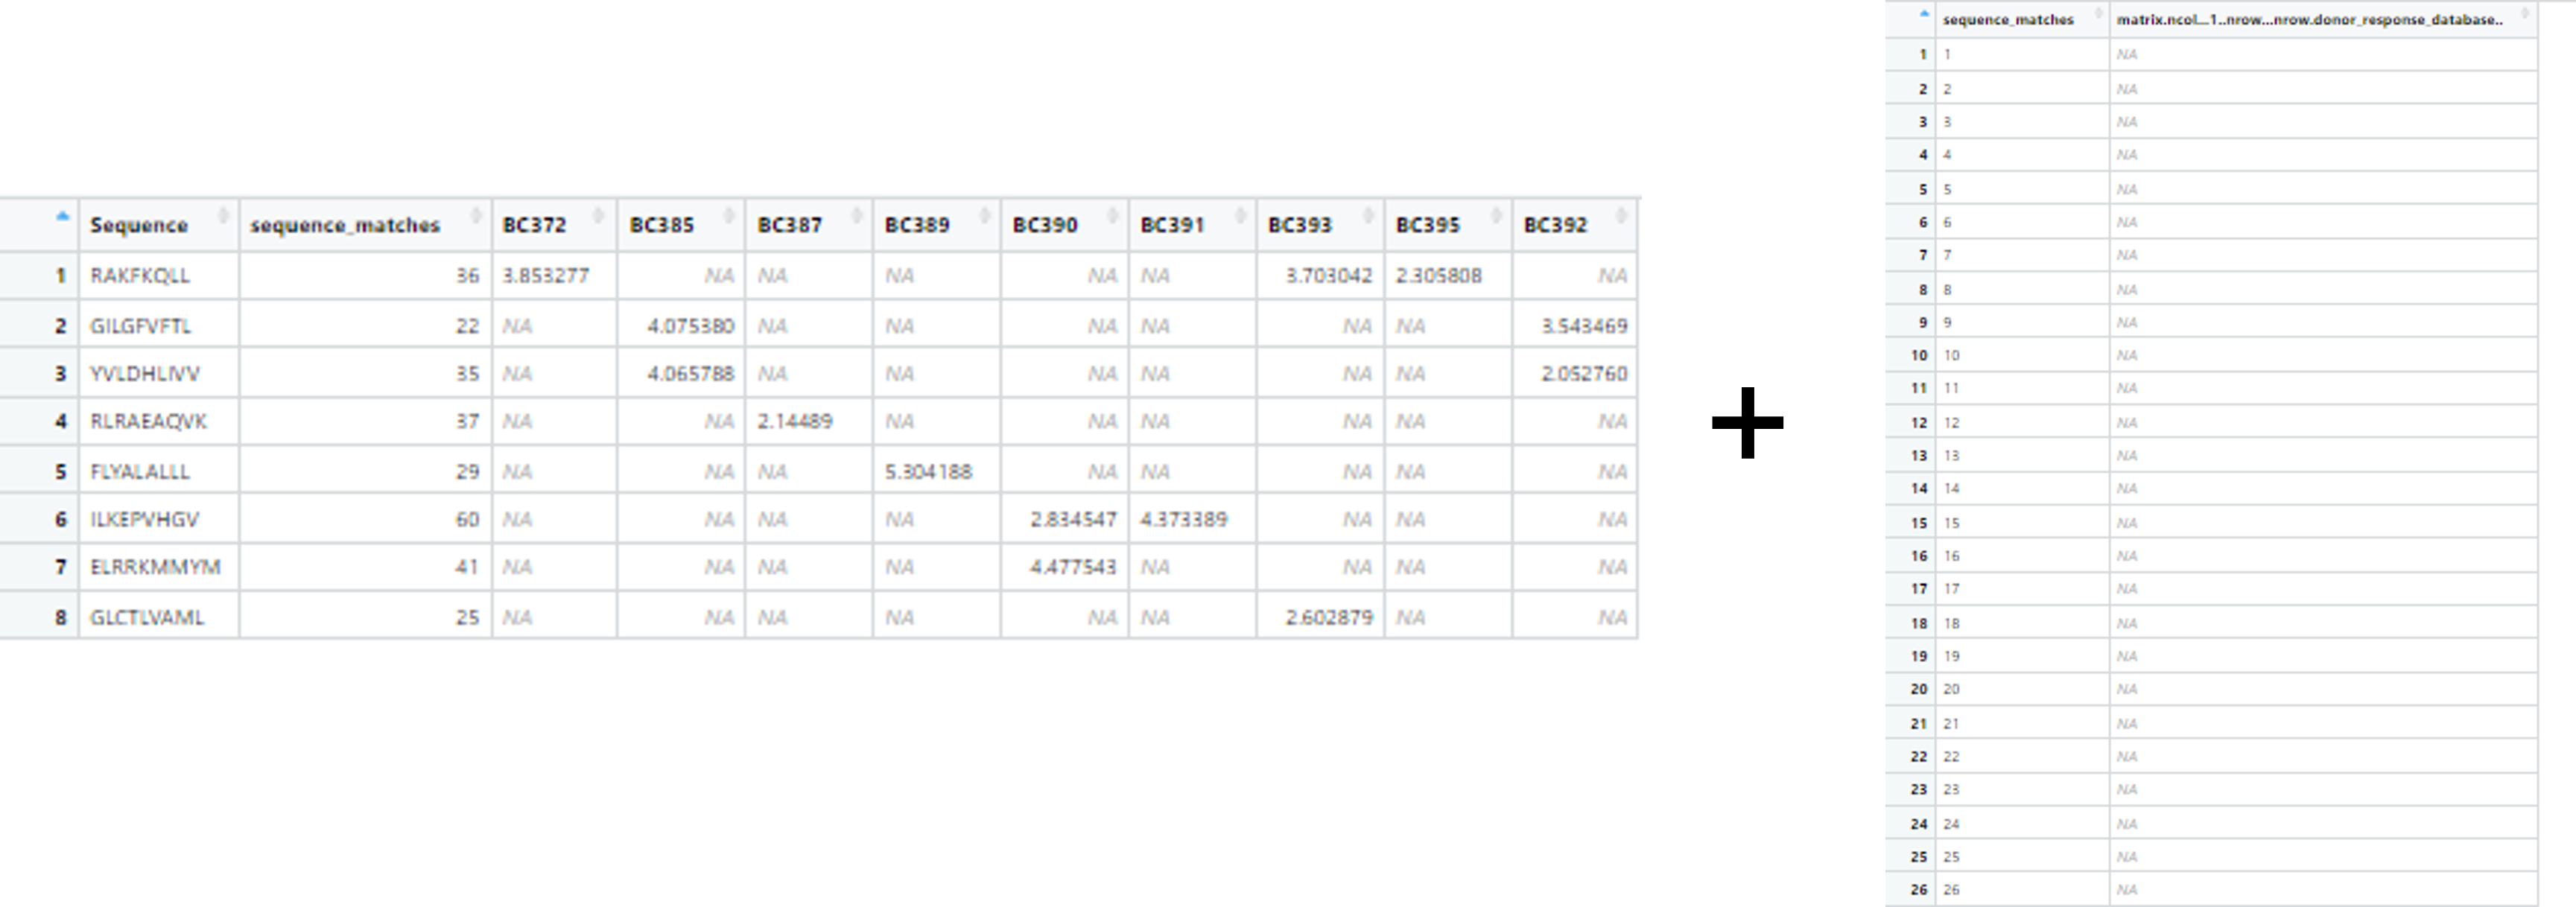 Sequence sequence_matches BC372 BC385 BC387 BC389 BC390 BC391 BC393 BC395 BC392
1 RAKFKQLL 36 3.853277 NA NA NA NA NA 3.703042 2.305808 NA
2 GILGFVFTL 22 NA 4.075380 NA NA NA NA NA NA 3.543469
3 YVLDHLIVV 35 NA 4.065788 NA NA NA NA NA NA 2.052760
4 RLRAEAQVK 37 NA NA 2.14489 NA NA NA NA NA NA
5 FLYALALLL 29 NA NA NA 5.304188 NA NA NA NA NA
6 ILKEPVHGV 60 NA NA NA NA 2.834547 4.373389 NA NA NA
7 ELRRKMMYM 41 NA NA NA NA 4.477543 NA NA NA NA
8 GLCTLVAML 25 NA NA NA NA NA NA 2.602879 NA NA
+
sequence_matches matrix.ncol...1..nrow...nrow.donor_response_database..
1 1 NA
2 2 NA
3 3 NA
4 4 NA
5 5 NA
6 6 NA
7 7 NA
8 8 NA
9 9 NA
10 10 NA
11 11 NA
12 12 NA
13 13 NA
14 14 NA
15 15 NA
16 16 NA
17 17 NA
18 18 NA
19 19 NA
20 20 NA
21 21 NA
22 22 NA
23 23 NA
24 24 NA
25 25 NA
26 26 NA